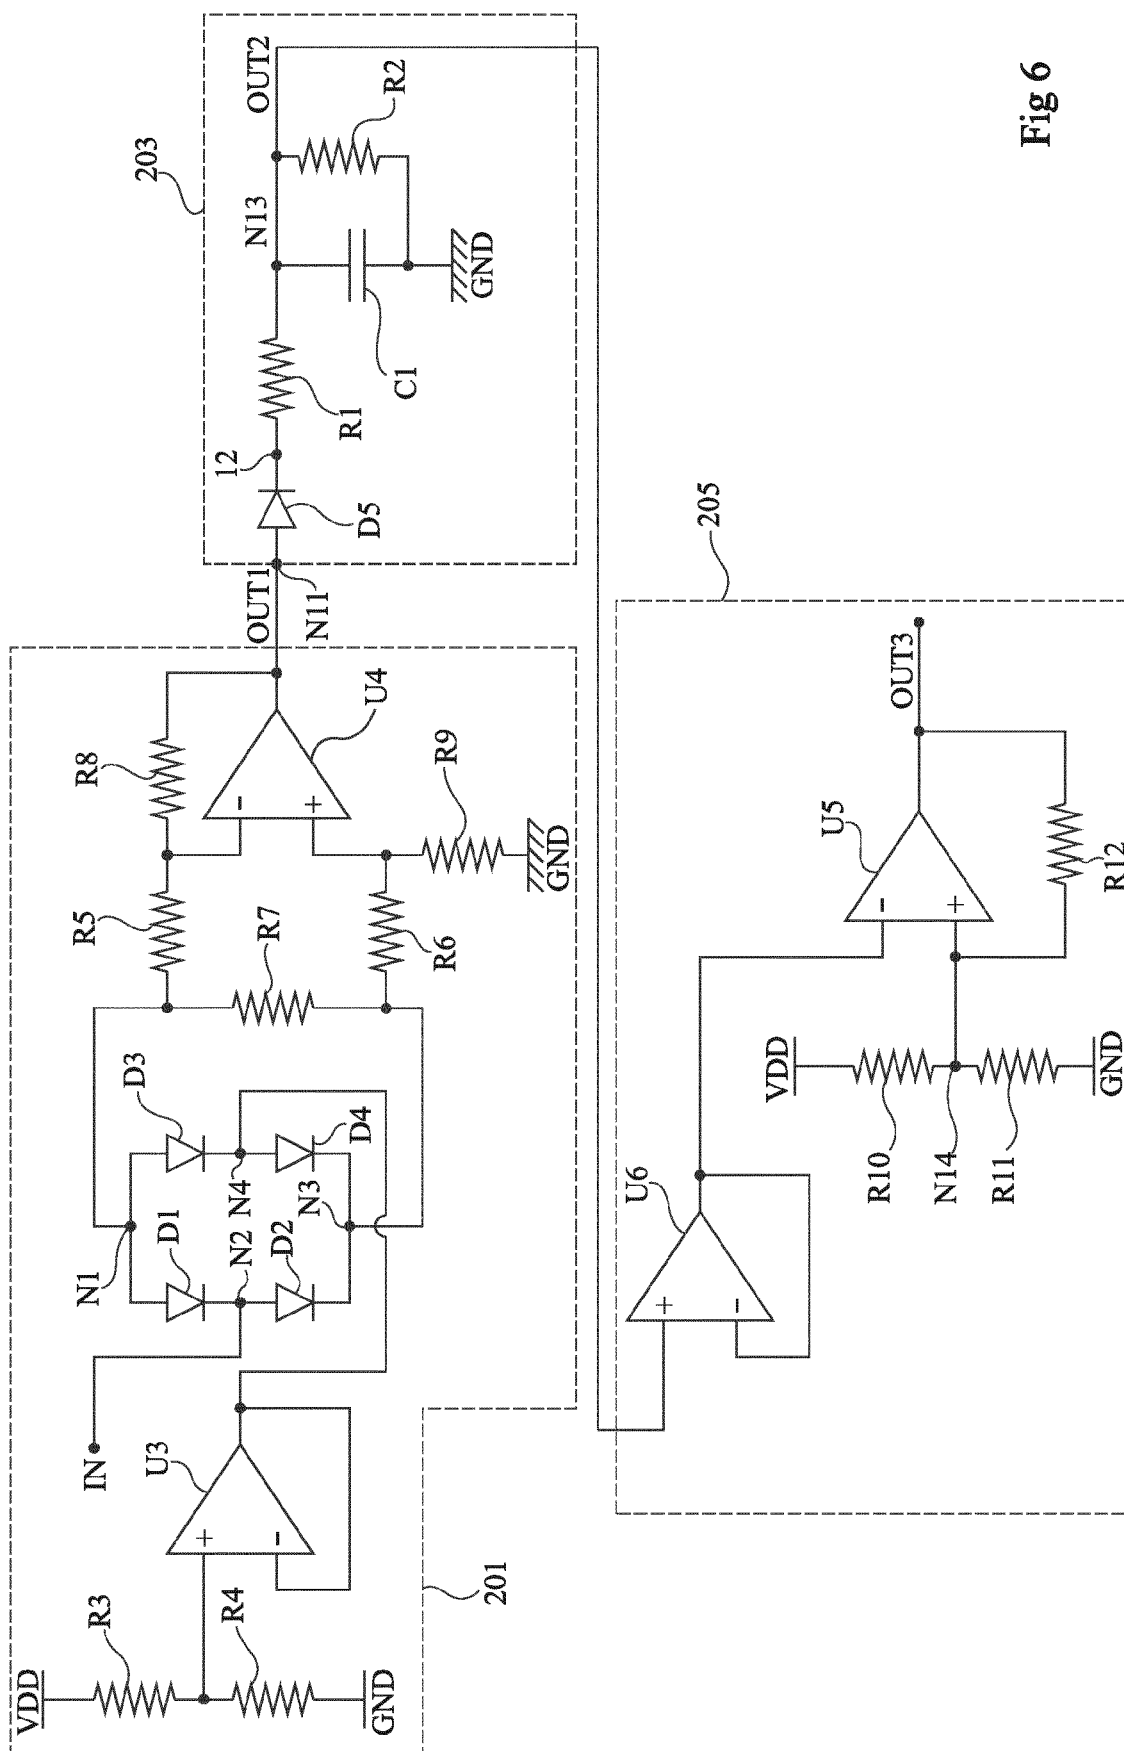 VDD
R3
R4
GND
U3
+
-
IN
N1
D1
N2
D2
D3
N4
D4
N3
R5
R7
R6
R8
-
+
U4
R9
GND
201
OUT1
N11
D5
12
R1
C1
N13
GND
R2
OUT2
203
U6
+
-
VDD
R10
N14
R11
GND
U5
-
+
R12
OUT3
205
Fig 6